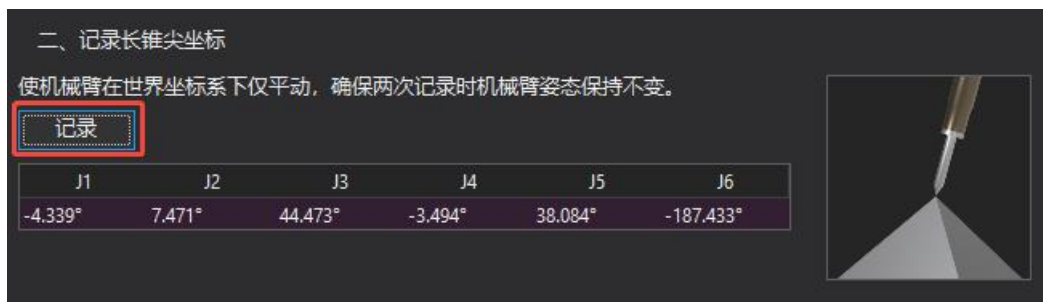 二、记录长锥尖坐标
使机械臂在世界坐标系下仅平动，确保两次记录时机械臂姿态保持不变。
记录
J1 J2 J3 J4 J5 J6
-4.339° 7.471° 44.473° -3.494° 38.084° -187.433°